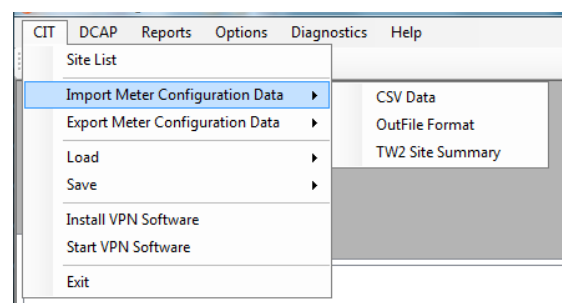 CIT DCAP Reports Options Diagnostics Help
Site List
Import Meter Configuration Data
CSV Data
Export Meter Configuration Data
OutFile Format
Load
TW2 Site Summary
Save
Install VPN Software
Start VPN Software
Exit